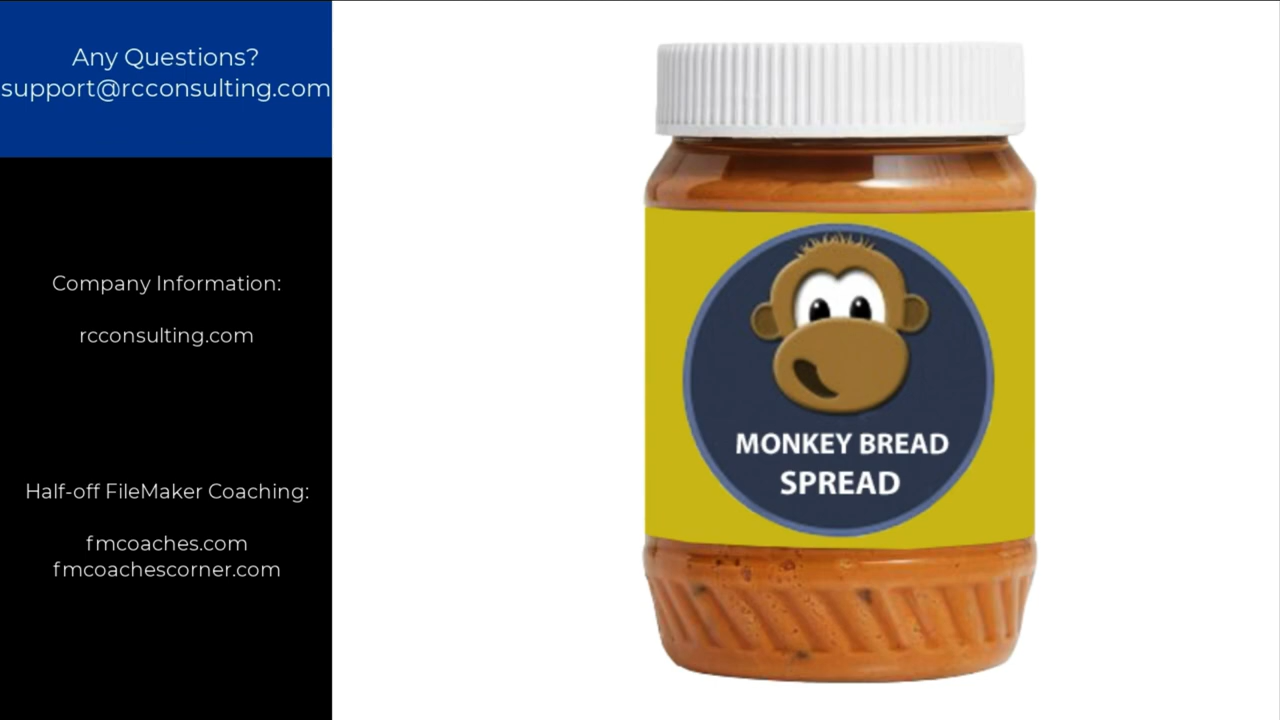 Any Questions?
support@rcconsulting.com
Company Information:
rcconsulting.com
Half-off FileMaker Coaching:
fmcoaches.com
fmcoachescorner.com
MONKEY BREAD
SPREAD